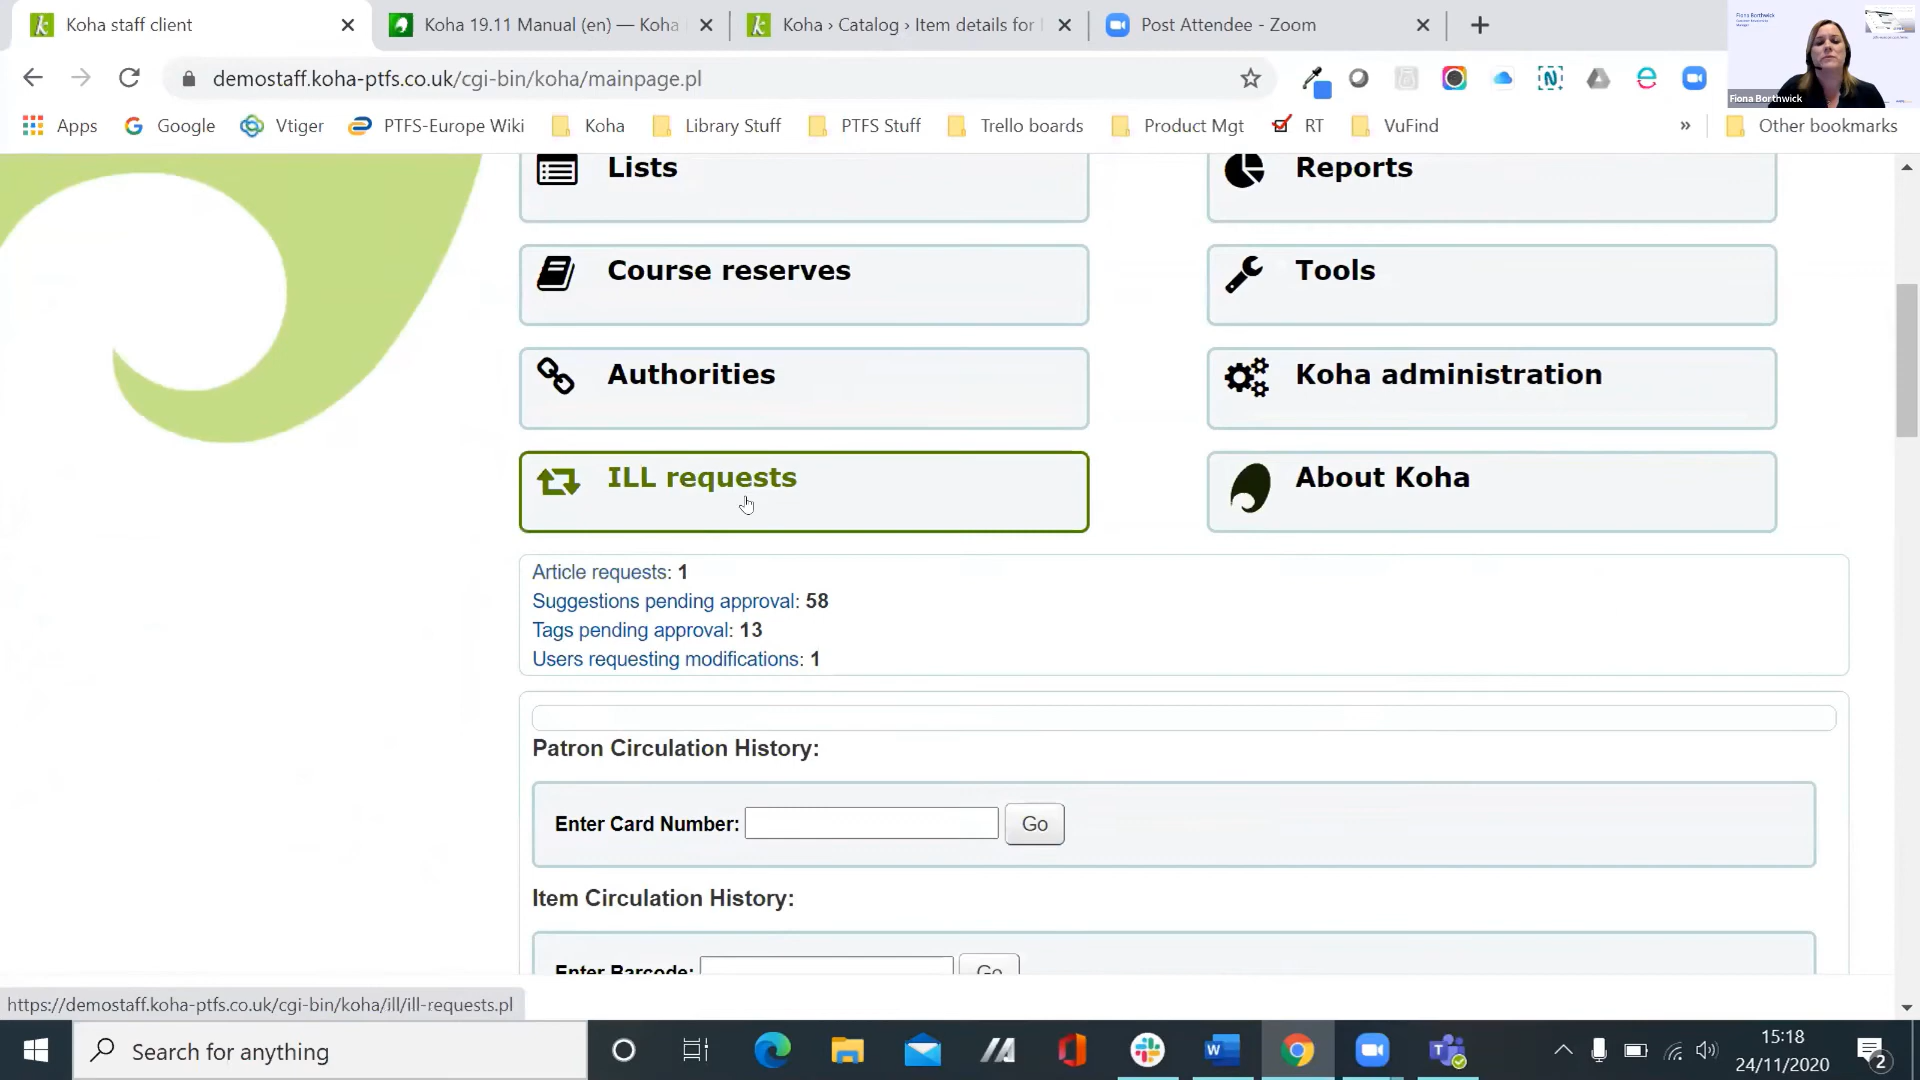 Koha staff client
Koha 19.11 Manual (en) — Koha
Koha › Catalog › Item details for
Post Attendee - Zoom
demostaff.koha-ptfs.co.uk/cgi-bin/koha/mainpage.pl
Fiona Borthwick
Apps
Google
Vtiger
PTFS-Europe Wiki
Koha
Library Stuff
PTFS Stuff
Trello boards
Product Mgt
RT
VuFind
»
Other bookmarks
Lists
Reports
Course reserves
Tools
Authorities
Koha administration
ILL requests
About Koha
Article requests: 1
Suggestions pending approval: 58
Tags pending approval: 13
Users requesting modifications: 1
Patron Circulation History:
Enter Card Number:
Go
Item Circulation History:
Enter Barcode:
Go
https://demostaff.koha-ptfs.co.uk/cgi-bin/koha/ill/ill-requests.pl
Search for anything
15:18
24/11/2020
2